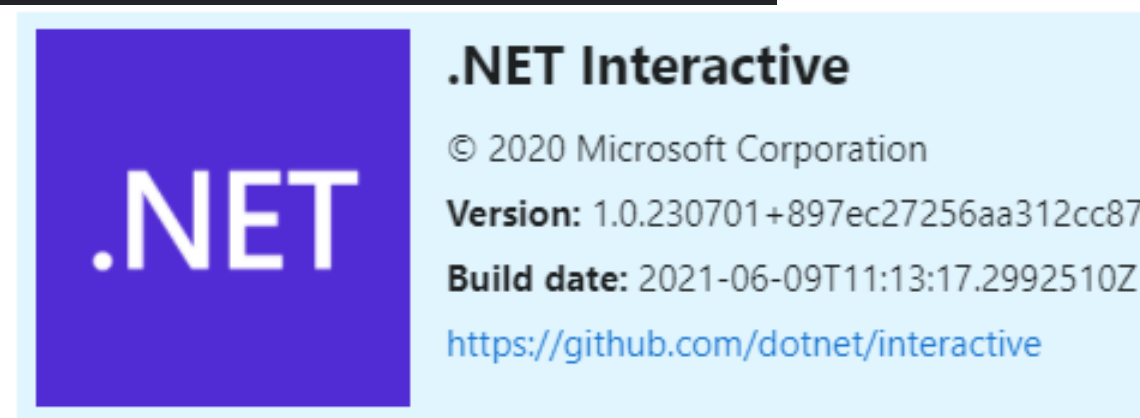 .NET
.NET Interactive
© 2020 Microsoft Corporation
Version: 1.0.230701+897ec27256aa312cc87
Build date: 2021-06-09T11:13:17.2992510Z
https://github.com/dotnet/interactive